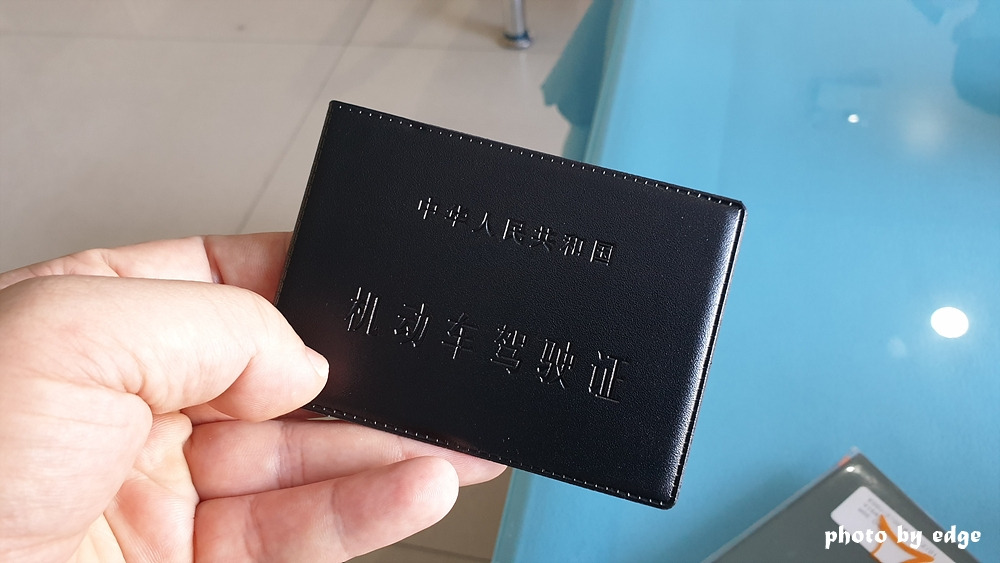 中华人民共和国
机动车驾驶证
photo by edge